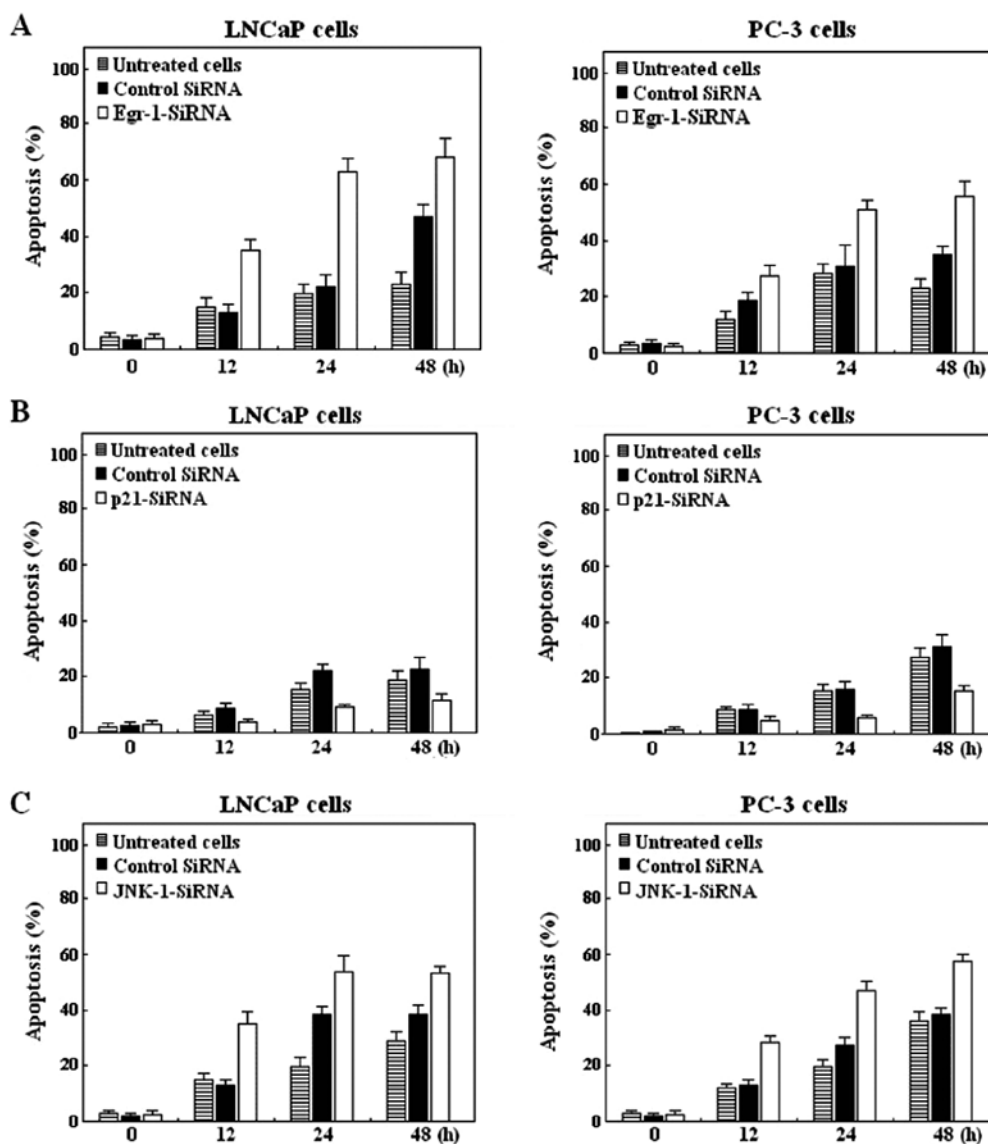 A
LNCaP cells
PC-3 cells
Untreated cells
Control SiRNA
Egr-1-SiRNA
Untreated cells
Control SiRNA
Egr-1-SiRNA
Apoptosis (%)
100
80
60
40
20
0
0 12 24 48 (h)
Apoptosis (%)
100
80
60
40
20
0
0 12 24 48 (h)
B
LNCaP cells
PC-3 cells
Untreated cells
Control SiRNA
p21-SiRNA
Untreated cells
Control SiRNA
p21-SiRNA
Apoptosis (%)
100
80
60
40
20
0
0 12 24 48 (h)
Apoptosis (%)
100
80
60
40
20
0
0 12 24 48 (h)
C
LNCaP cells
PC-3 cells
Untreated cells
Control SiRNA
JNK-1-SiRNA
Untreated cells
Control SiRNA
JNK-1-SiRNA
Apoptosis (%)
100
80
60
40
20
0
0 12 24 48 (h)
Apoptosis (%)
100
80
60
40
20
0
0 12 24 48 (h)